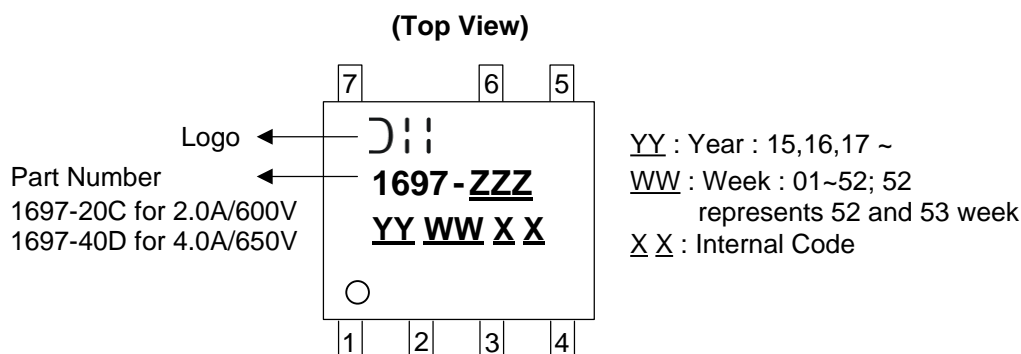 (Top View)
7 6 5
Logo
Part Number
1697-20C for 2.0A/600V
1697-40D for 4.0A/650V
1697-ZZZ
YY WW X X
YY : Year : 15,16,17 ~
WW : Week : 01~52; 52
represents 52 and 53 week
X X : Internal Code
1 2 3 4